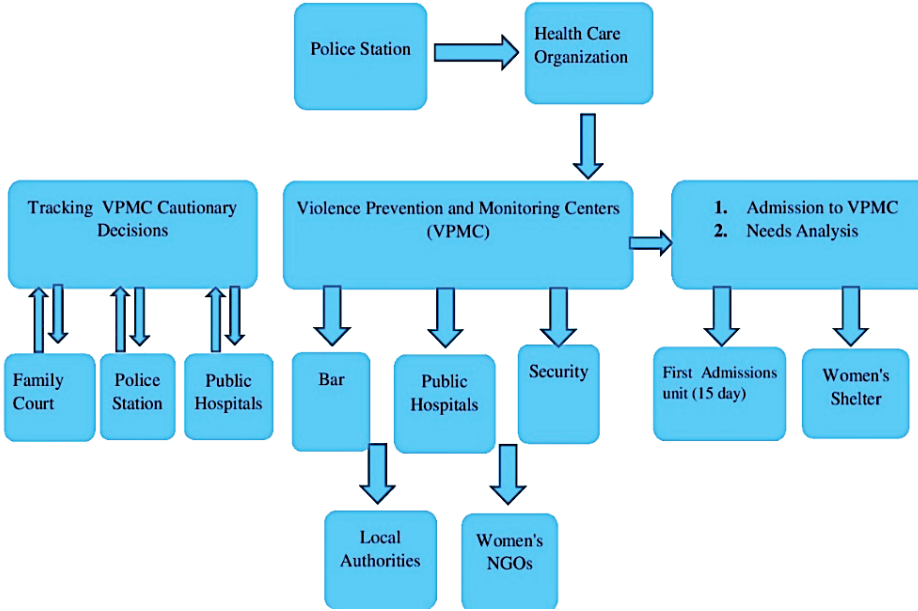 Police Station
Health Care
Organization
Tracking VPMC Cautionary
Decisions
Violence Prevention and Monitoring Centers
(VPMC)
1. Admission to VPMC
2. Needs Analysis
Family
Court
Police
Station
Public
Hospitals
Bar
Public
Hospitals
Security
First Admissions
unit (15 day)
Women's
Shelter
Local
Authorities
Women's
NGOs